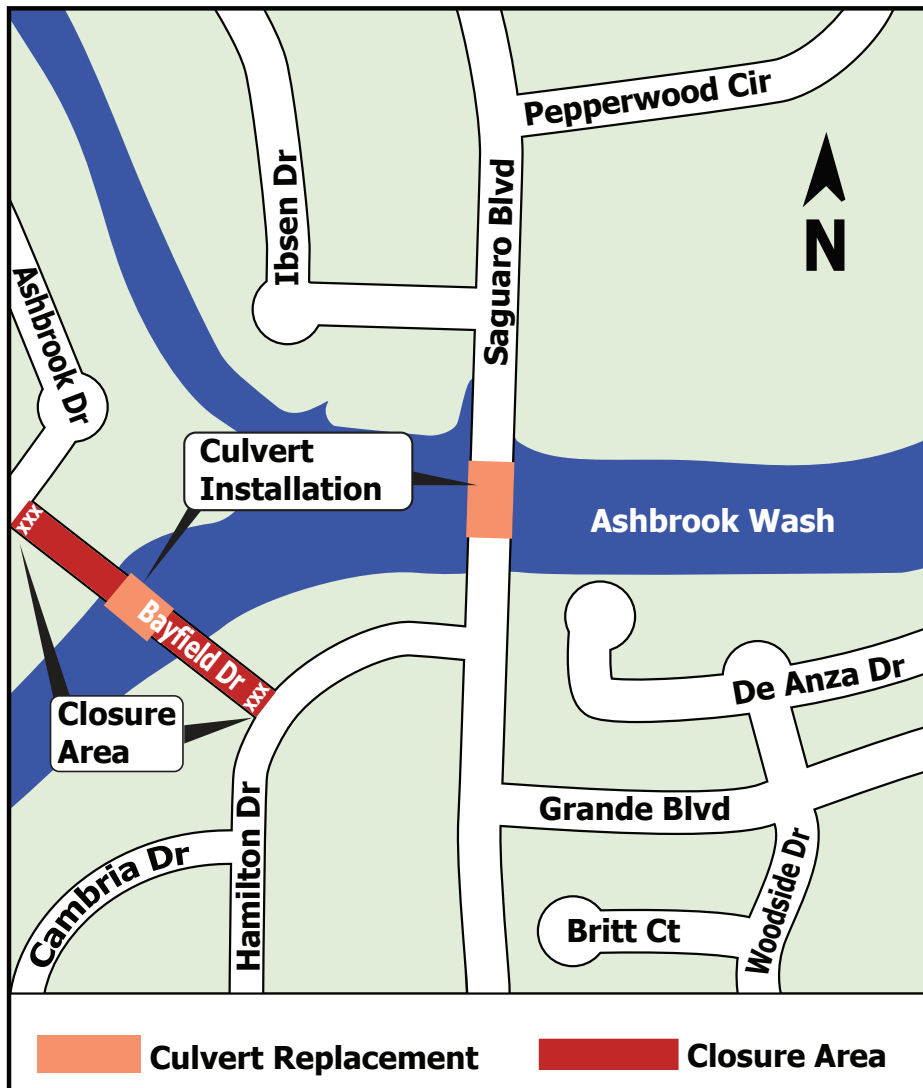 Pepperwood Cir
Ibsen Dr
Saguaro Blvd
N
Ashbrook Dr
Culvert
Installation
Ashbrook Wash
xxx
Bayfield Dr
xxx
De Anza Dr
Closure
Area
Hamilton Dr
Grande Blvd
Cambria Dr
Woodside Dr
Britt Ct
Culvert Replacement
Closure Area